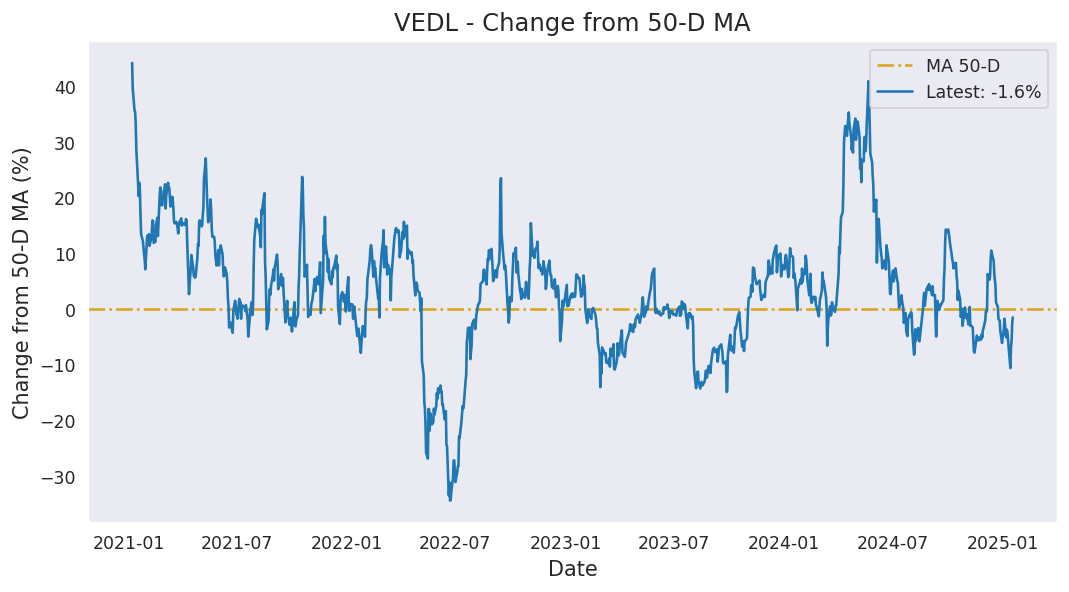 VEDL - Change from 50-D MA
MA 50-D
Latest: -1.6%
Change from 50-D MA (%)
40
30
20
10
0
−10
−20
−30
2021-01 2021-07 2022-01 2022-07 2023-01 2023-07 2024-01 2024-07 2025-01
Date